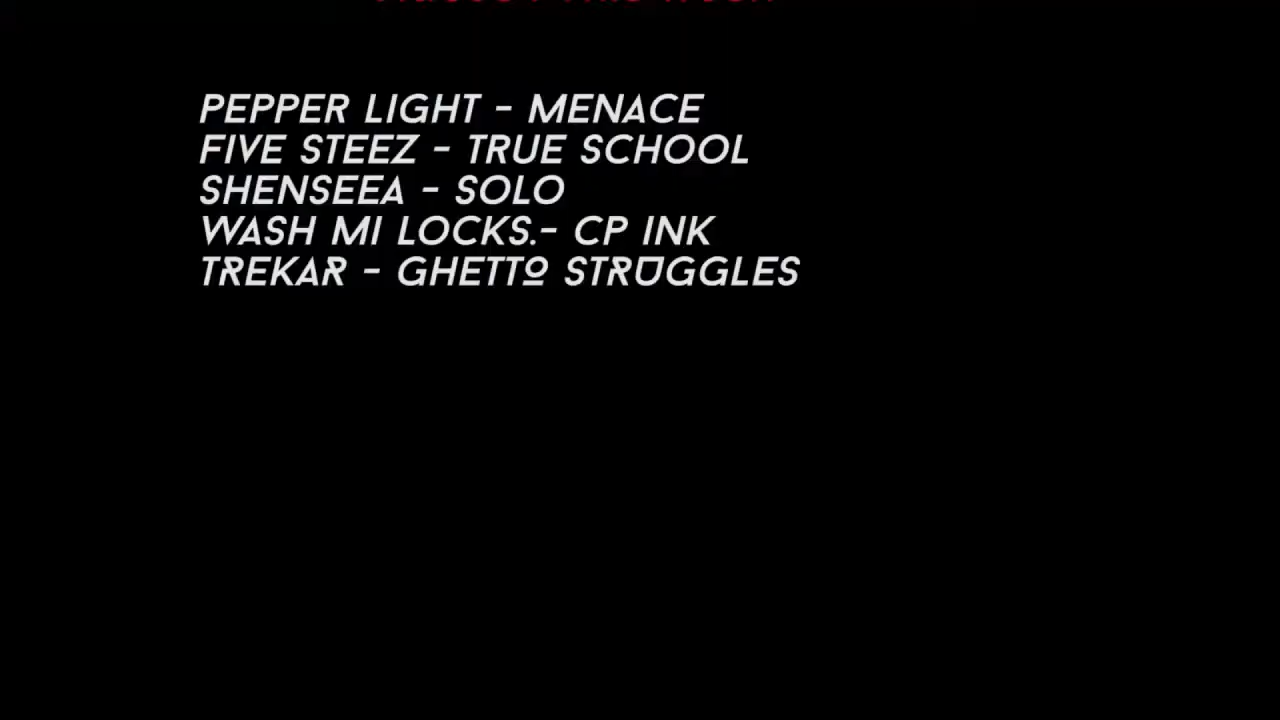 PEPPER LIGHT - MENACE
FIVE STEEZ - TRUE SCHOOL
SHENSEEA - SOLO
WASH MI LOCKS.- CP INK
TREKAR - GHETTO STRUGGLES